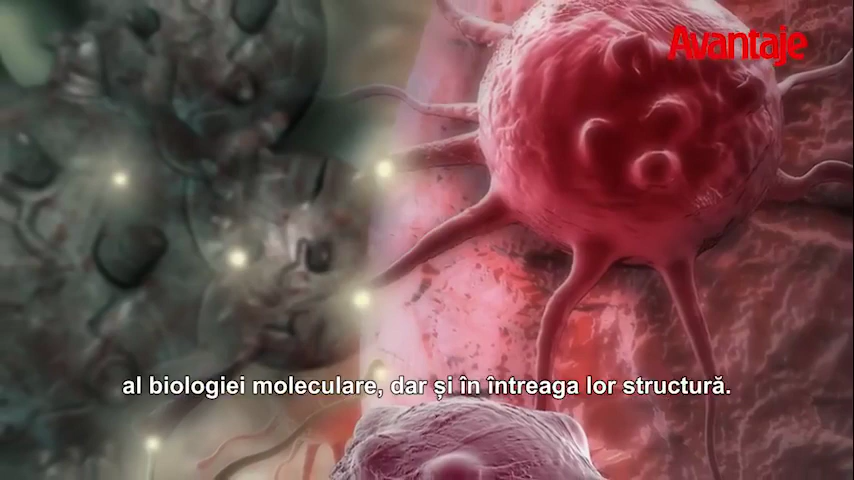 Avantaje
al biologiei moleculare, dar și în întreaga lor structură.